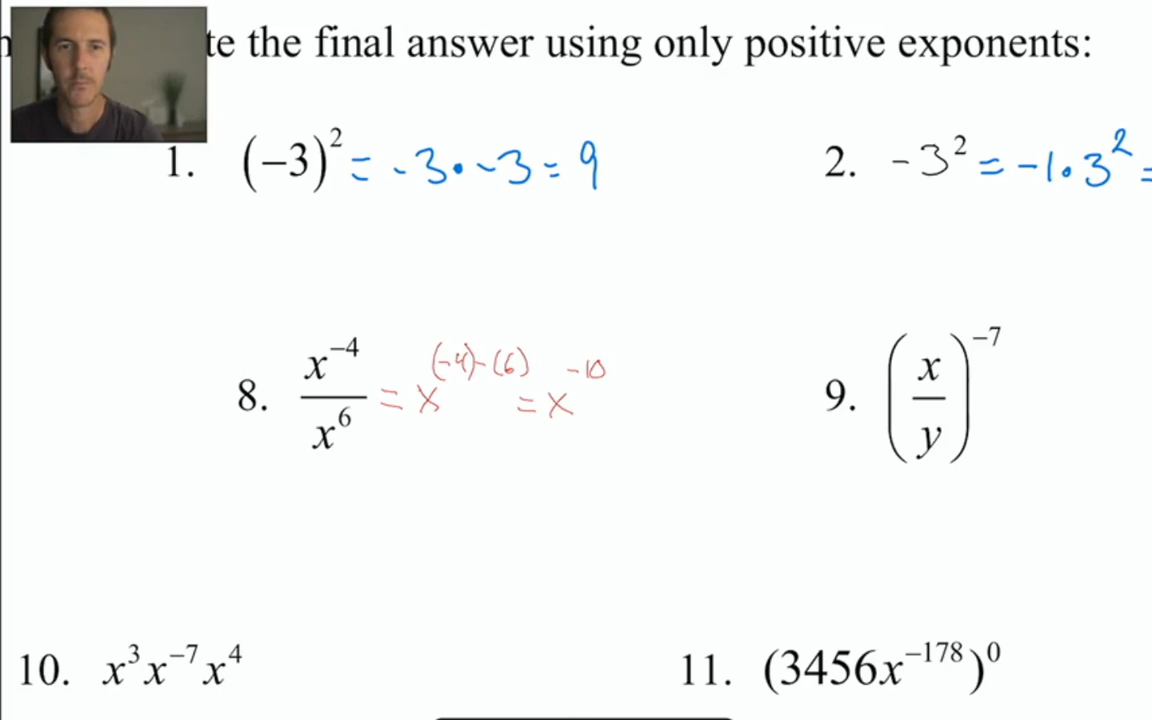 te the final answer using only positive exponents:
1. (−3)² = -3 · -3 = 9
2. -3² = -1 · 3² =
8. x⁻⁴/x⁶ = x⁽⁻⁴⁾⁻⁽⁶⁾ = x⁻¹⁰
9. (x/y)⁻⁷
10. x³x⁻⁷x⁴
11. (3456x⁻¹⁷⁸)⁰